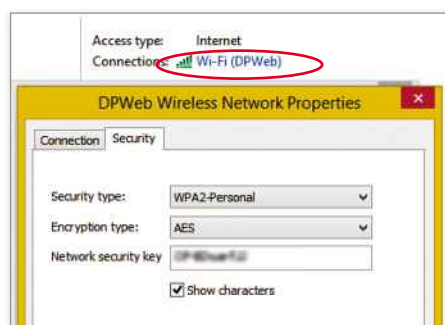 Access type: Internet
Connections: Wi-Fi (DPWeb)
DPWeb Wireless Network Properties
Connection Security
Security type: WPA2-Personal
Encryption type: AES
Network security key
Show characters